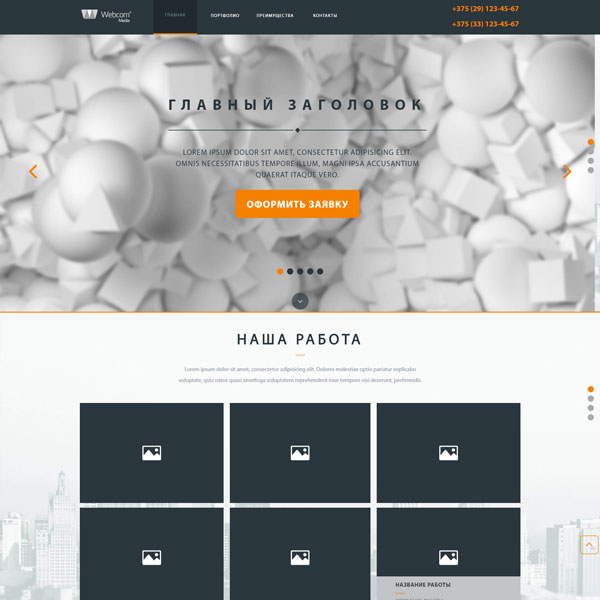 Webcom®
Media
ГЛАВНАЯ
ПОРТФОЛИО
ПРЕИМУЩЕСТВА
КОНТАКТЫ
+375 (29) 123-45-67
+375 (33) 123-45-67
ГЛАВНЫЙ ЗАГОЛОВОК
LOREM IPSUM DOLOR SIT AMET, CONSECTETUR ADIPISICING ELIT.
OMNIS NECESSITATIBUS TEMPORE ILLUM, MAGNI IPSA ACCUSANTIUM
QUAERAT ITAQUE VERO.
ОФОРМИТЬ ЗАЯВКУ
НАША РАБОТА
Lorem ipsum dolor sit amet, consectetur adipisicing elit. Dolorem molestiae optio pariatur explicabo
voluptate, quia natus quasi ametfuga voluptatem reprehenderit esse tempore nisi deserunt, perferendis.
НАЗВАНИЕ РАБОТЫ